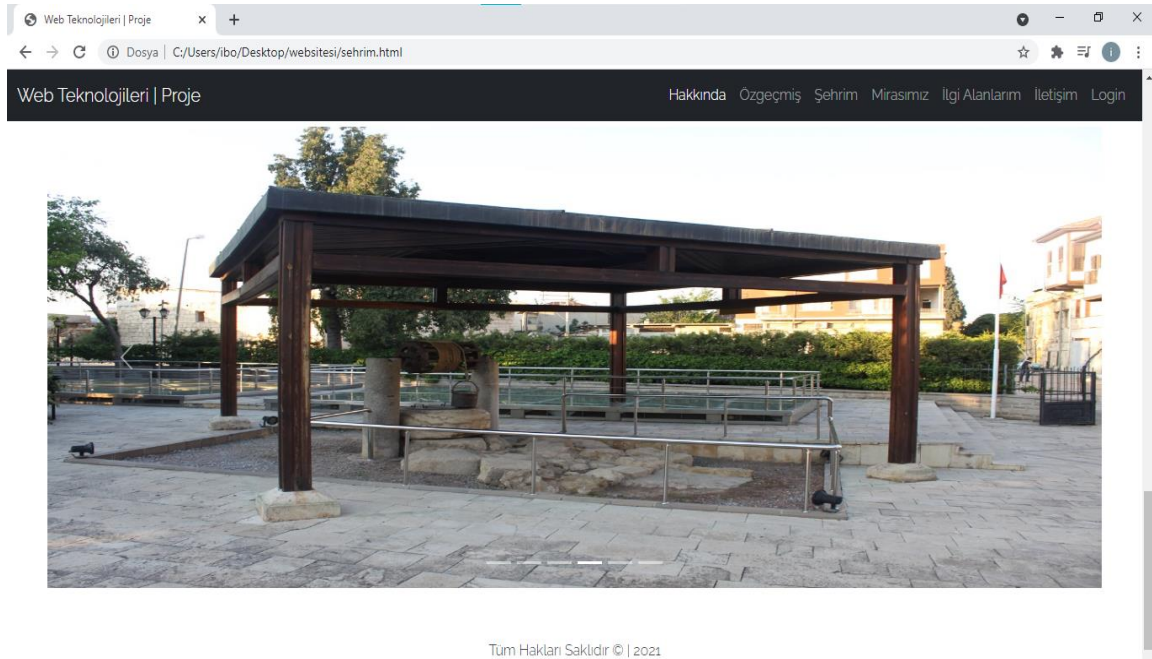 Web Teknolojileri | Proje
Dosya | C:/Users/ibo/Desktop/websitesi/sehrim.html
i
Web Teknolojileri | Proje
Hakkında Özgeçmiş Şehrim Mirasımız İlgi Alanlarım İletişim Login
Tüm Hakları Saklıdır © | 2021